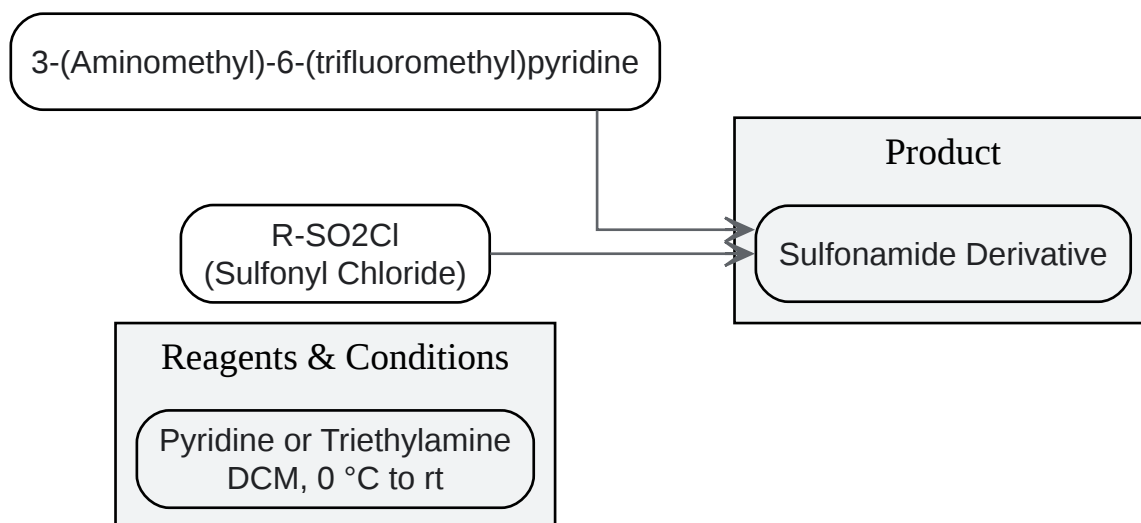 3-(Aminomethyl)-6-(trifluoromethyl)pyridine
Product
R-SO2Cl
(Sulfonyl Chloride)
Sulfonamide Derivative
Reagents & Conditions
Pyridine or Triethylamine
DCM, 0 °C to rt